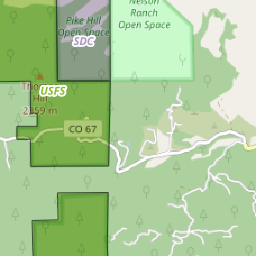 Nelson
Ranch
Open Space
Pike Hill
Open Space
SDC
Hill
2359 m
USFS
CO 67